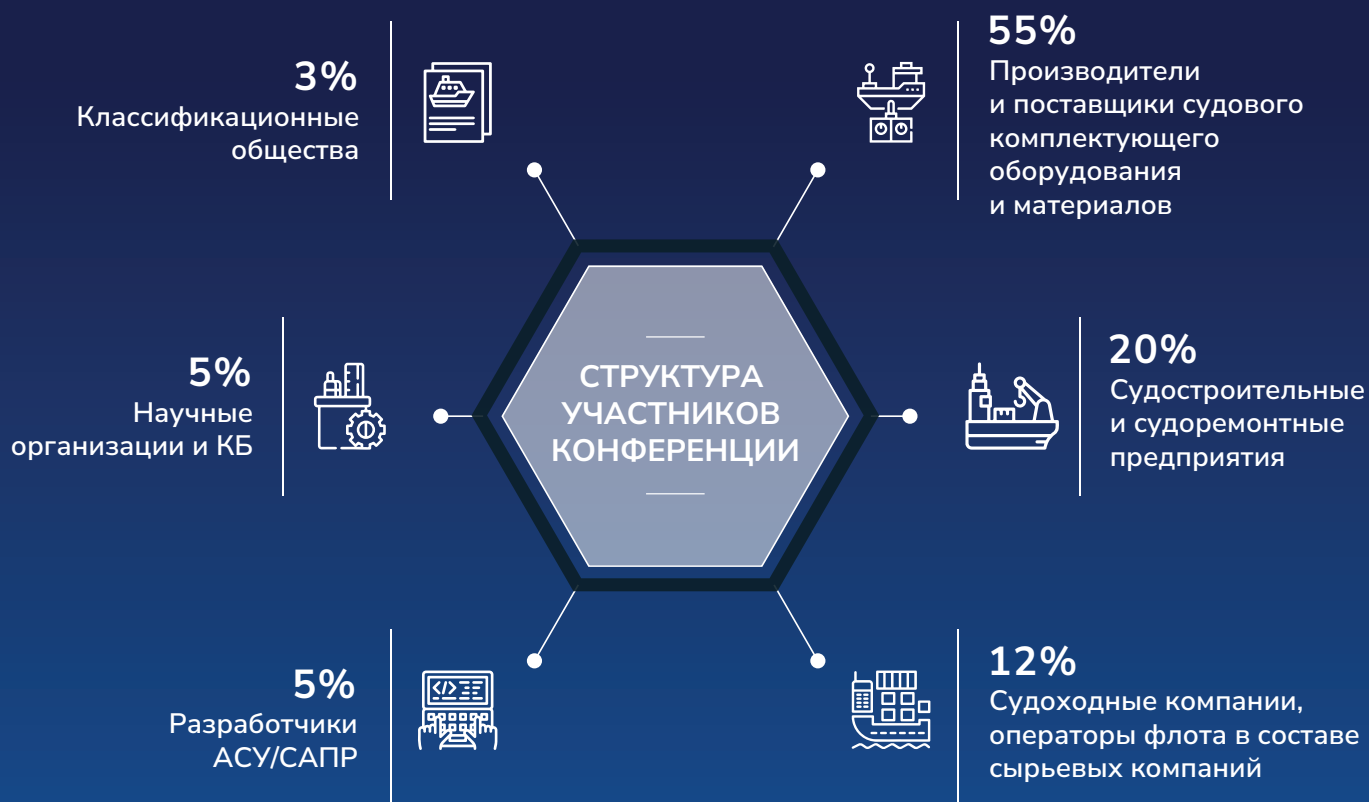 СТРУКТУРА
УЧАСТНИКОВ
КОНФЕРЕНЦИИ
55%
Производители
и поставщики судового
комплектующего
оборудования
и материалов
20%
Судостроительные
и судоремонтные
предприятия
12%
Судоходные компании,
операторы флота в составе
сырьевых компаний
5%
Разработчики
АСУ/САПР
5%
Научные
организации и КБ
3%
Классификационные
общества